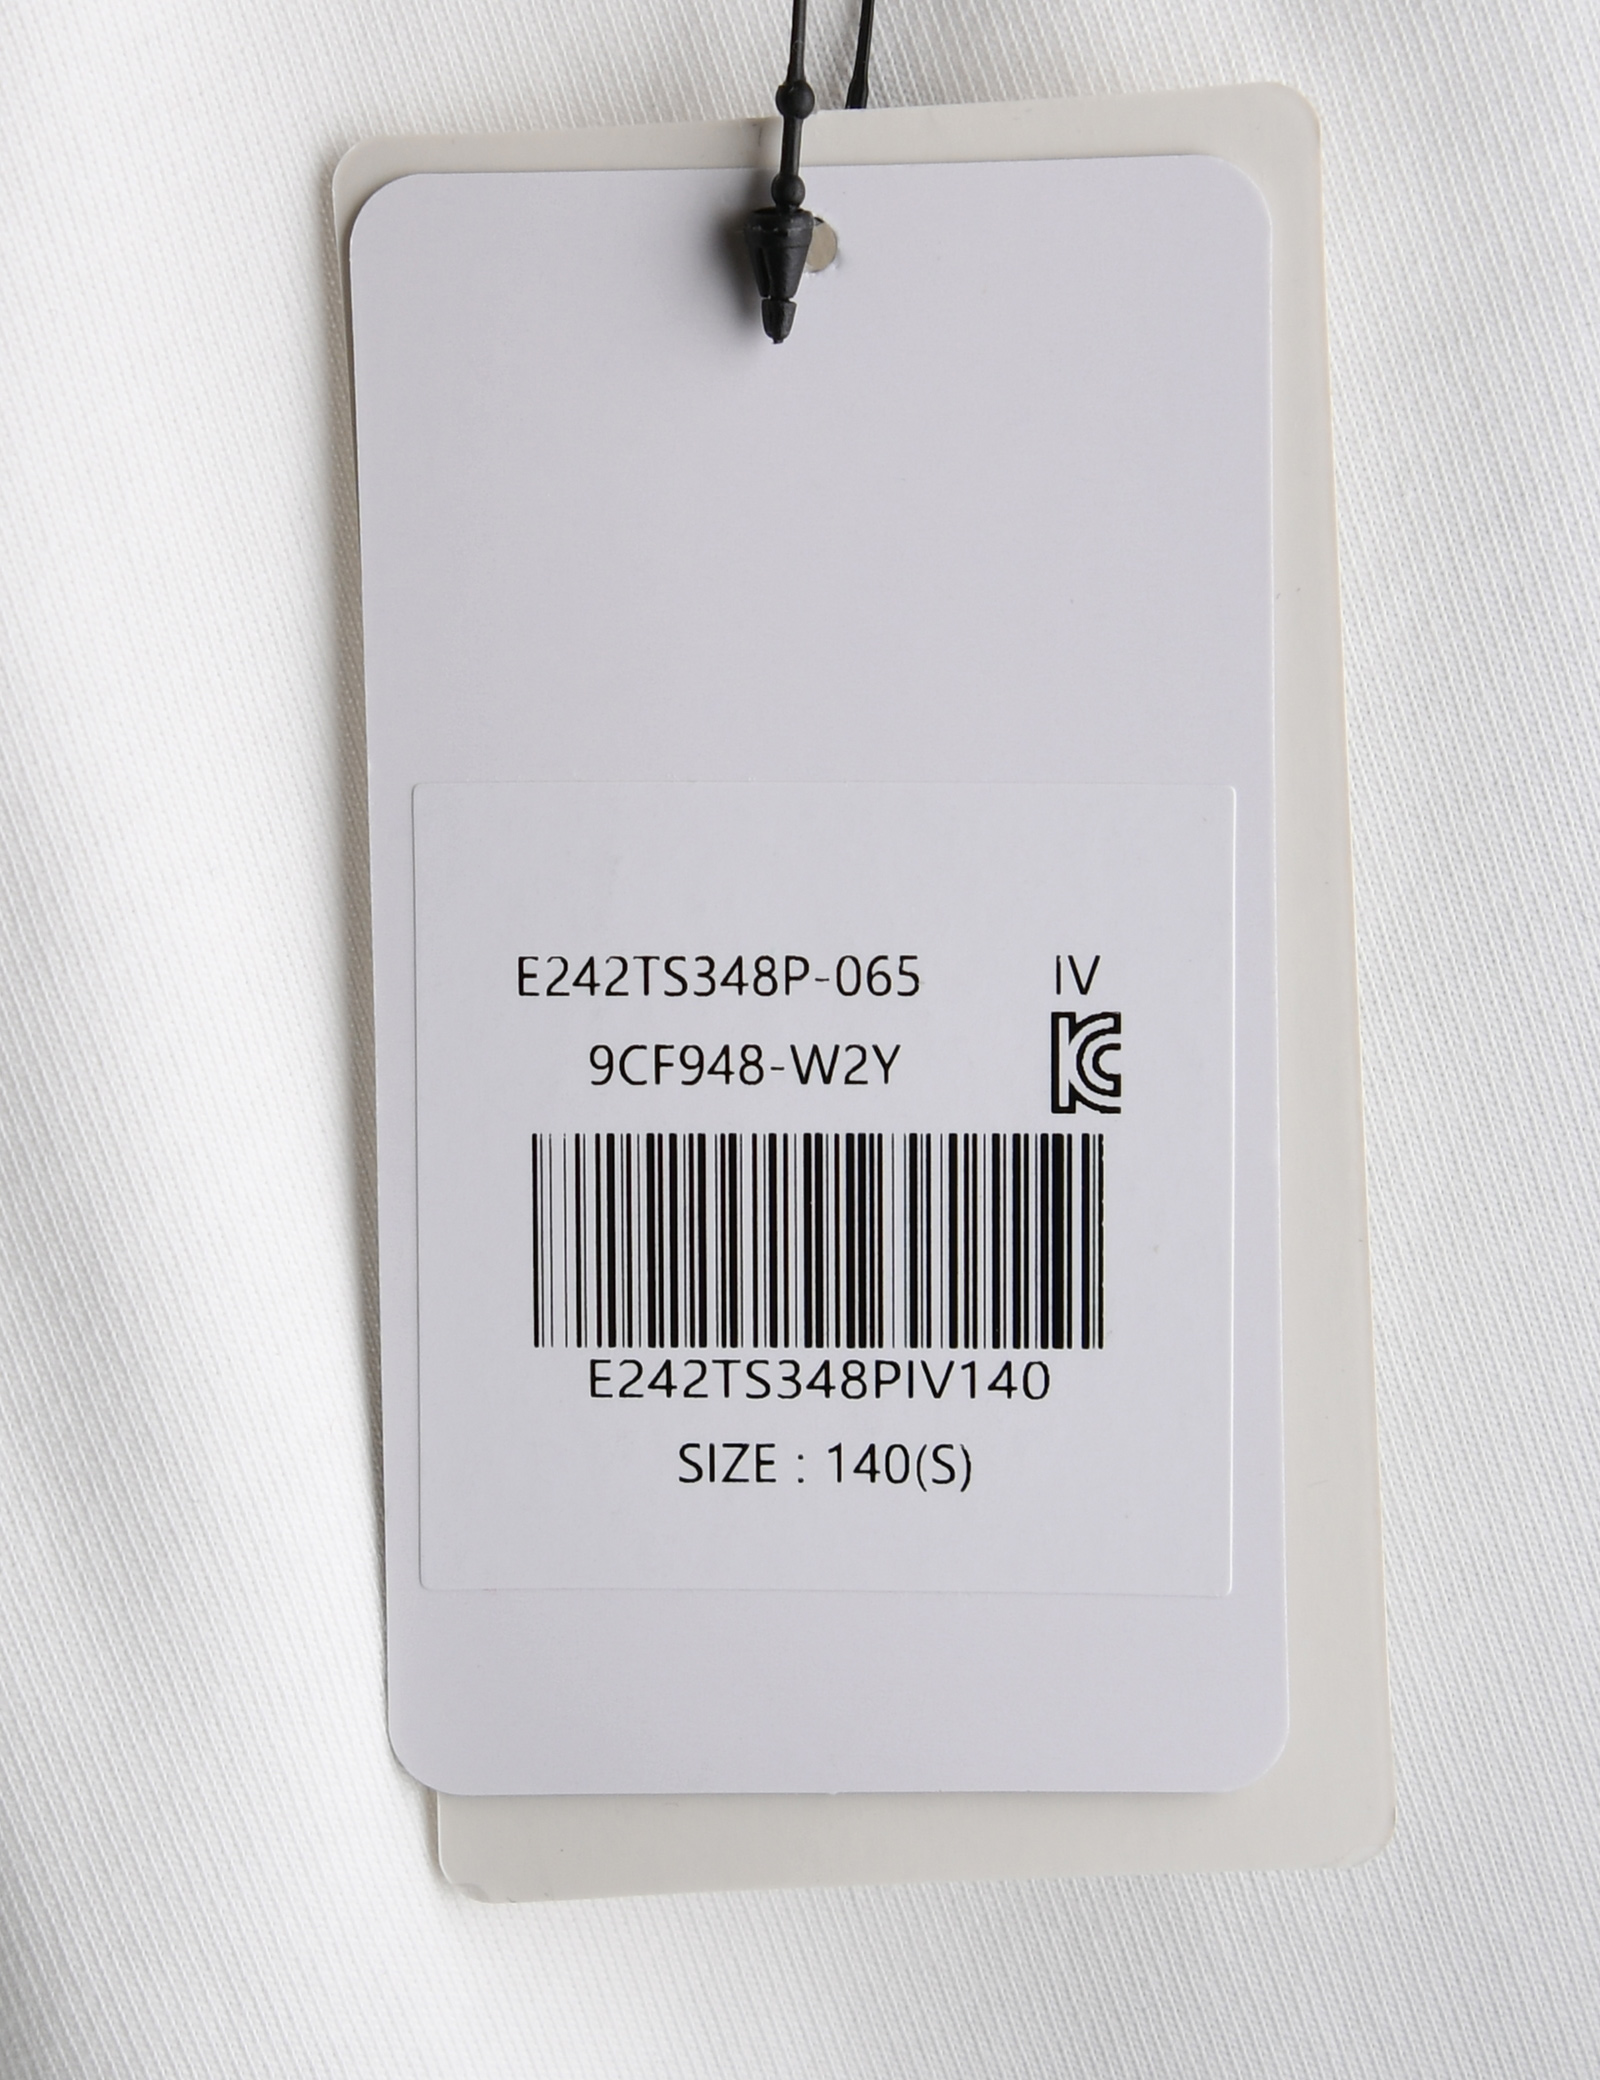 E242TS348P-065 IV
KC
9CF948-W2Y
E242TS348PIV140
SIZE : 140(S)